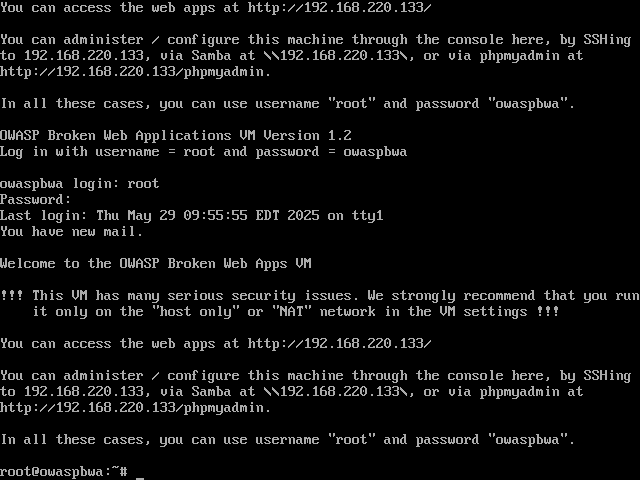 You can access the web apps at http://192.168.220.133/
You can administer / configure this machine through the console here, by SSHing
to 192.168.220.133, via Samba at \\192.168.220.133\, or via phpmyadmin at
http://192.168.220.133/phpmyadmin.
In all these cases, you can use username "root" and password "owaspbwa".
OWASP Broken Web Applications VM Version 1.2
Log in with username = root and password = owaspbwa
owaspbwa login: root
Password:
Last login: Thu May 29 09:55:55 EDT 2025 on tty1
You have new mail.
Welcome to the OWASP Broken Web Apps VM
!!! This VM has many serious security issues. We strongly recommend that you run
it only on the "host only" or "NAT" network in the VM settings !!!
You can access the web apps at http://192.168.220.133/
You can administer / configure this machine through the console here, by SSHing
to 192.168.220.133, via Samba at \\192.168.220.133\, or via phpmyadmin at
http://192.168.220.133/phpmyadmin.
In all these cases, you can use username "root" and password "owaspbwa".
root@owaspbwa:~# _